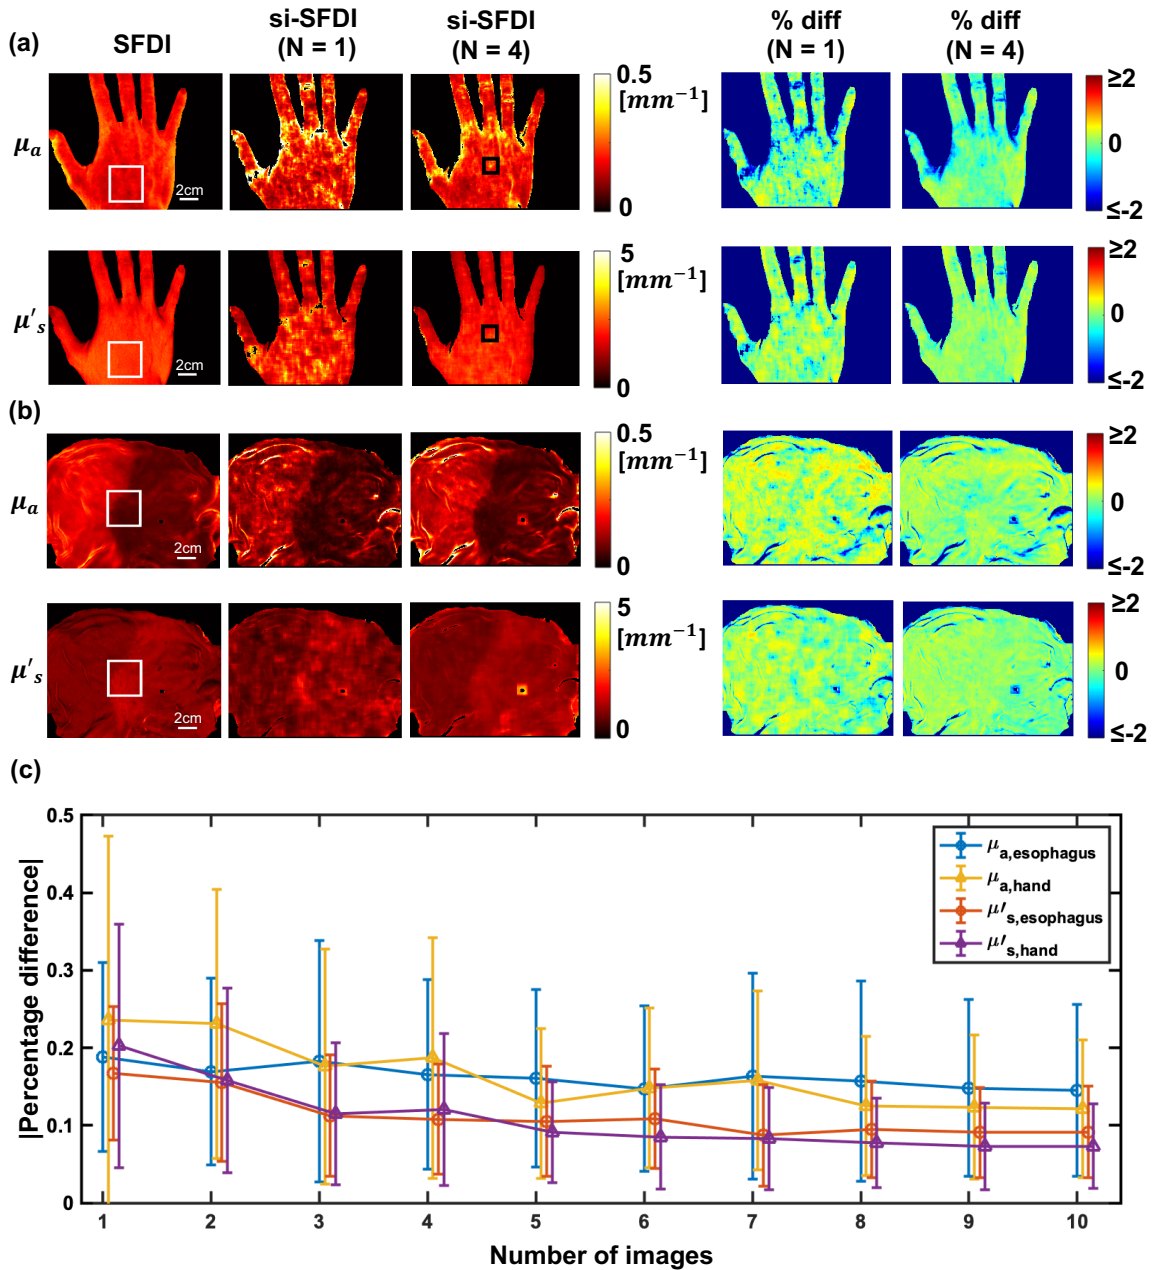 (a)
SFDI
si-SFDI
(N = 1)
si-SFDI
(N = 4)
% diff
(N = 1)
% diff
(N = 4)
μa
2cm
0.5
[mm⁻¹]
0
≥2
0
≤-2
μ's
2cm
5
[mm⁻¹]
0
≥2
0
≤-2
(b)
μa
2cm
0.5
[mm⁻¹]
0
≥2
0
≤-2
μ's
2cm
5
[mm⁻¹]
0
≥2
0
≤-2
(c)
|Percentage difference|
0.5
0.4
0.3
0.2
0.1
0
μa,esophagus
μa,hand
μ's,esophagus
μ's,hand
1 2 3 4 5 6 7 8 9 10
Number of images